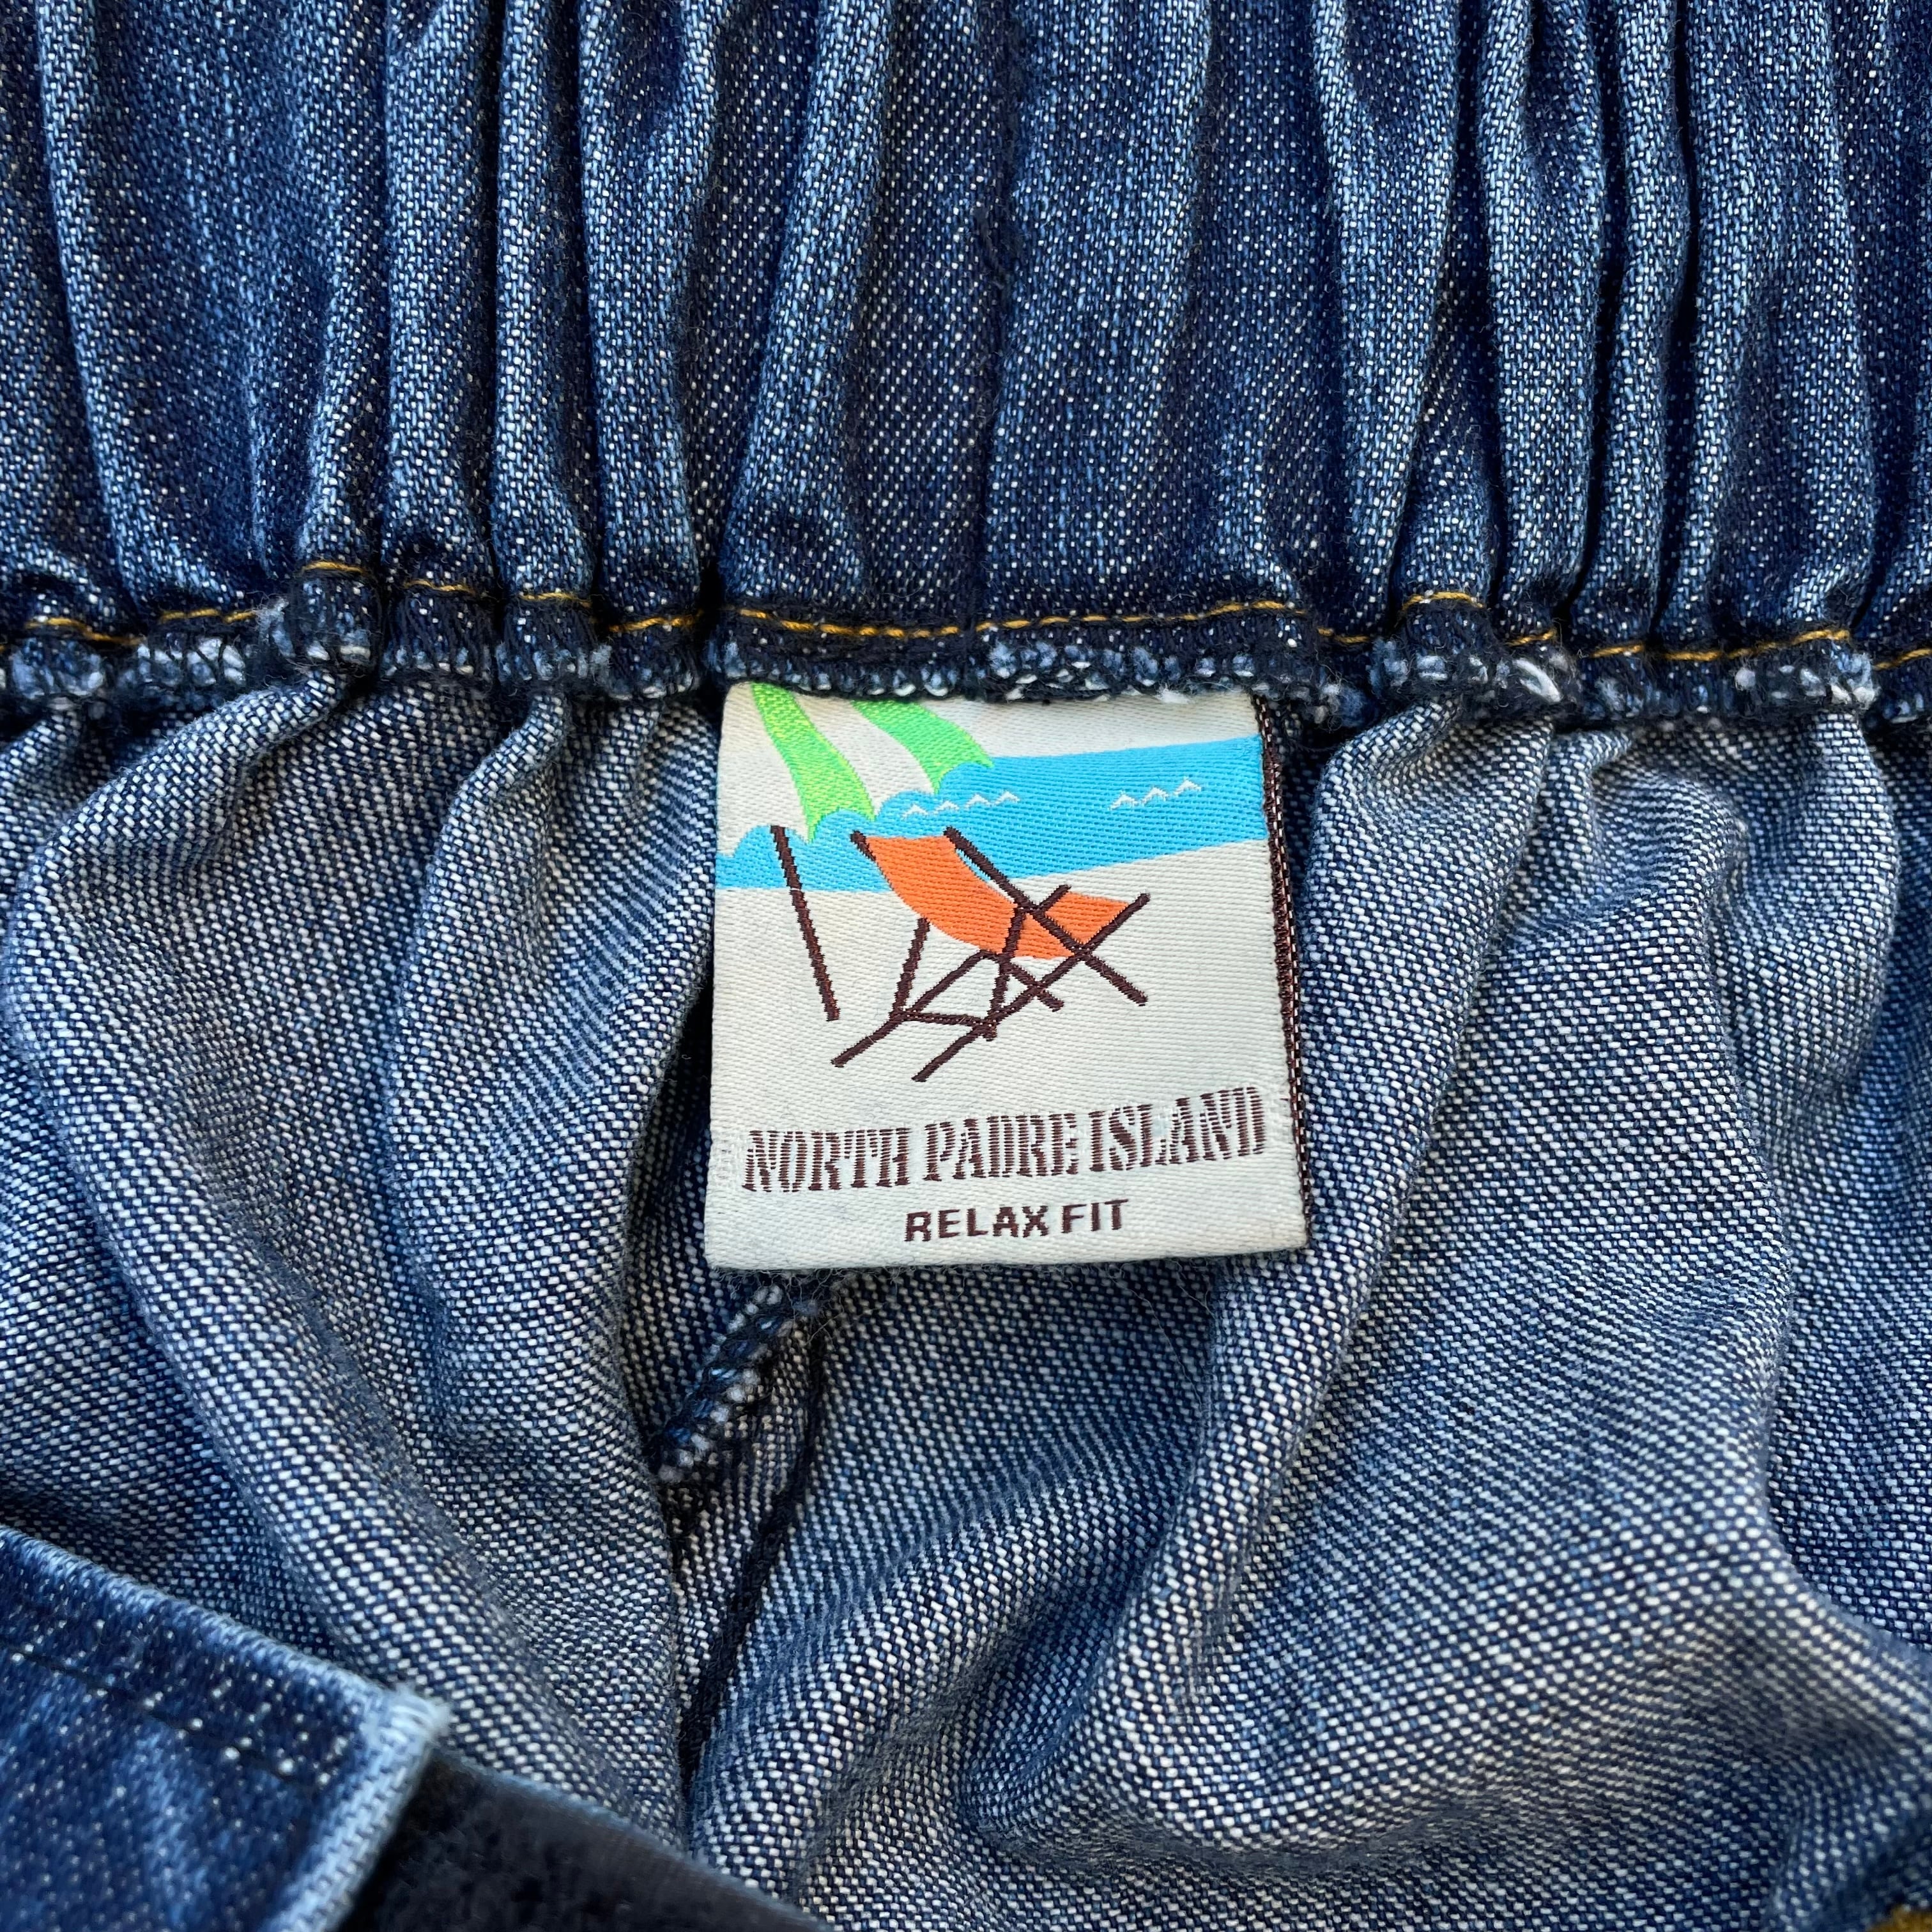 NORTH PADRE ISLAND
RELAX FIT